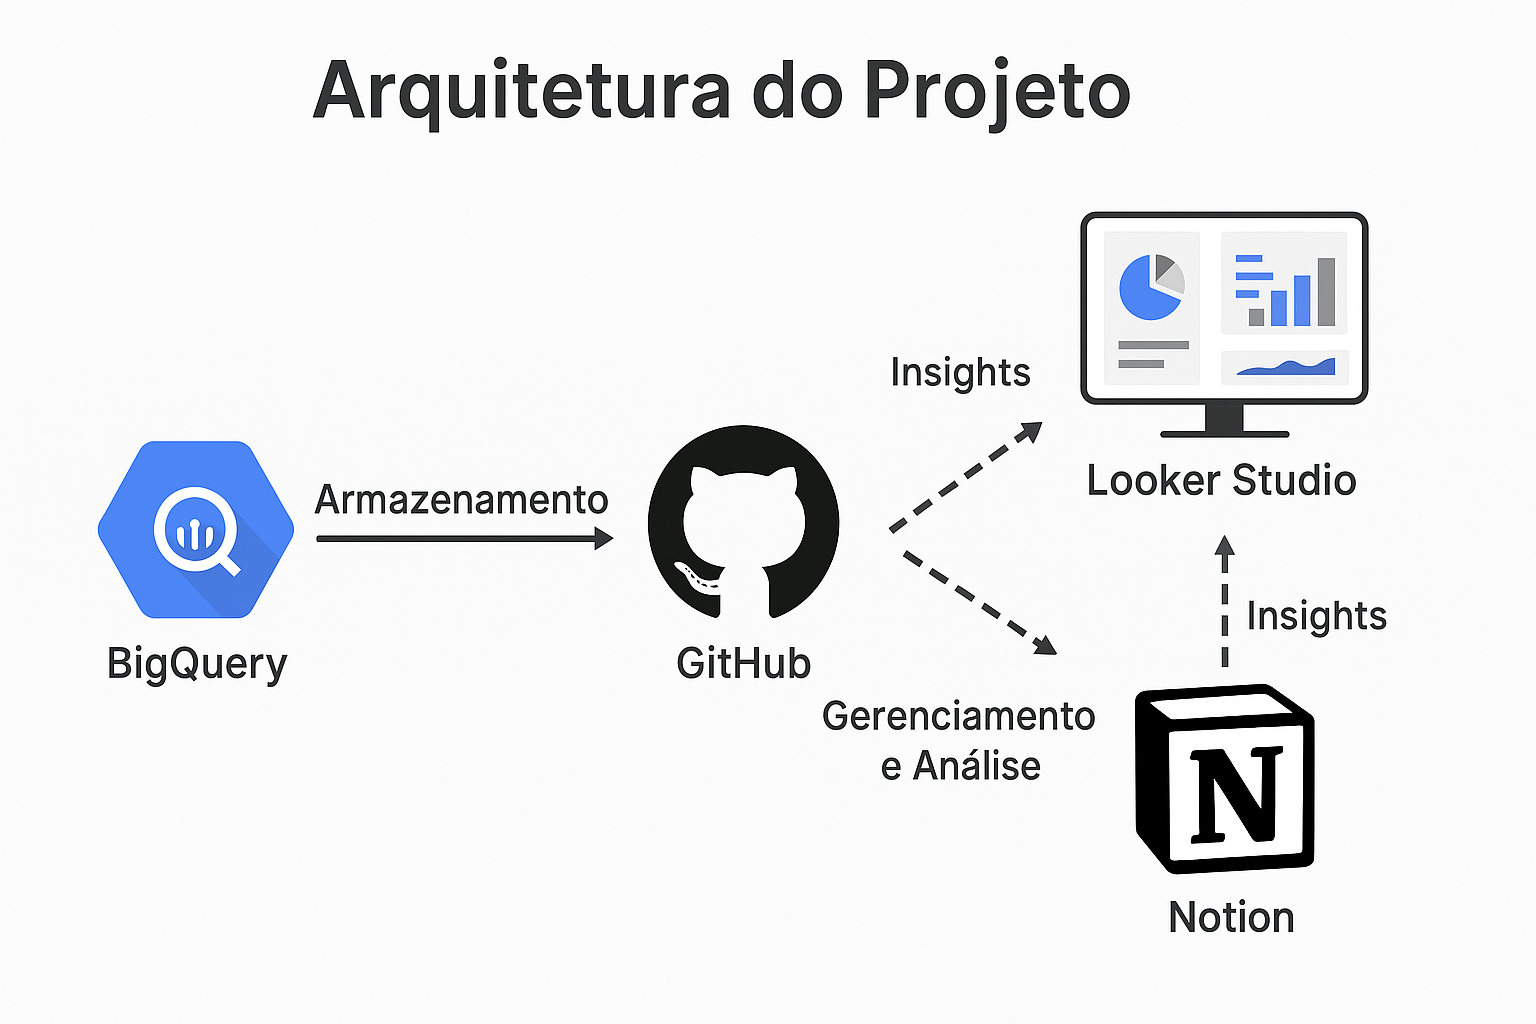 Arquitetura do Projeto
Insights
Looker Studio
Armazenamento
BigQuery
GitHub
Insights
Gerenciamento
e Análise
N
Notion